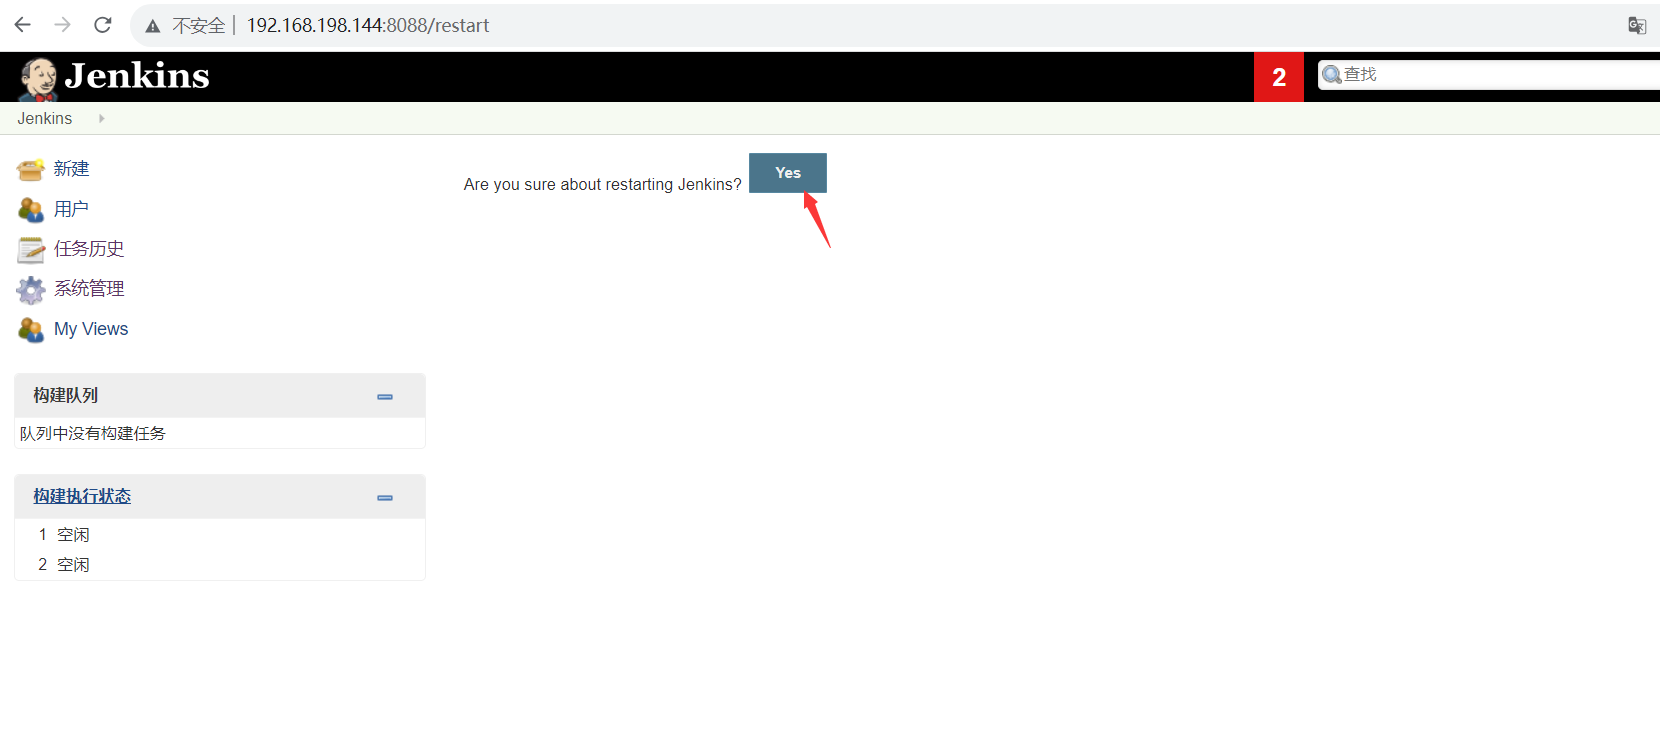 不安全 192.168.198.144:8088/restart
Jenkins
2
查找
Jenkins
新建
用户
任务历史
系统管理
My Views
Are you sure about restarting Jenkins?
Yes
构建队列
队列中没有构建任务
构建执行状态
1 空闲
2 空闲